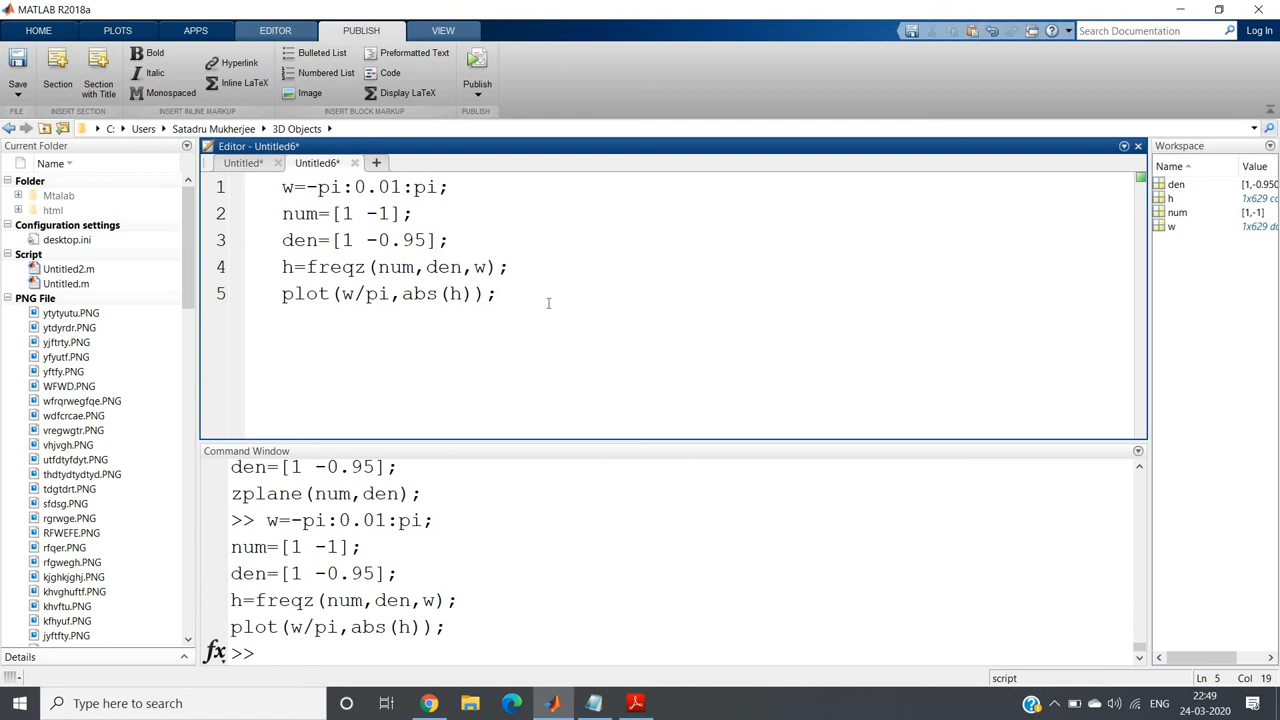 MATLAB R2018a
HOME PLOTS APPS EDITOR PUBLISH VIEW Search Documentation Log In
Bold Bulleted List Preformatted Text
Hyperlink
Italic Numbered List Code
Inline LaTeX
Save Section Section with Title Monospaced Image Display LaTeX Publish
FILE INSERT SECTION INSERT INLINE MARKUP INSERT BLOCK MARKUP PUBLISH
C: Users Satadru Mukherjee 3D Objects
Current Folder
Name
Folder
Mtalab
html
Configuration settings
desktop.ini
Script
Untitled2.m
Untitled.m
PNG File
ytytyutu.PNG
ytdyrdr.PNG
yjftrty.PNG
yfyutf.PNG
yftfy.PNG
WFWD.PNG
wfrqrwegfqe.PNG
wdfcrcae.PNG
vregwgtr.PNG
vhjvgh.PNG
utfdtyfdyt.PNG
thdtydtydtyd.PNG
tdgtdrt.PNG
sfdsg.PNG
rgrwge.PNG
RFWEFE.PNG
rfqer.PNG
rfgwegh.PNG
kjghkjghj.PNG
khvghuftf.PNG
khvftu.PNG
kfhyuf.PNG
jyftfty.PNG
Details
Editor - Untitled6*
Untitled* Untitled6*
1 w=-pi:0.01:pi;
2 num=[1 -1];
3 den=[1 -0.95];
4 h=freqz(num,den,w);
5 plot(w/pi,abs(h));
Command Window
den=[1 -0.95];
zplane(num,den);
>> w=-pi:0.01:pi;
num=[1 -1];
den=[1 -0.95];
h=freqz(num,den,w);
plot(w/pi,abs(h));
fx >>
Workspace
Name Value
den [1,-0.950
h 1x629 co
num [1,-1]
w 1x629 do
script Ln 5 Col 19
Type here to search
ENG
22:49
24-03-2020